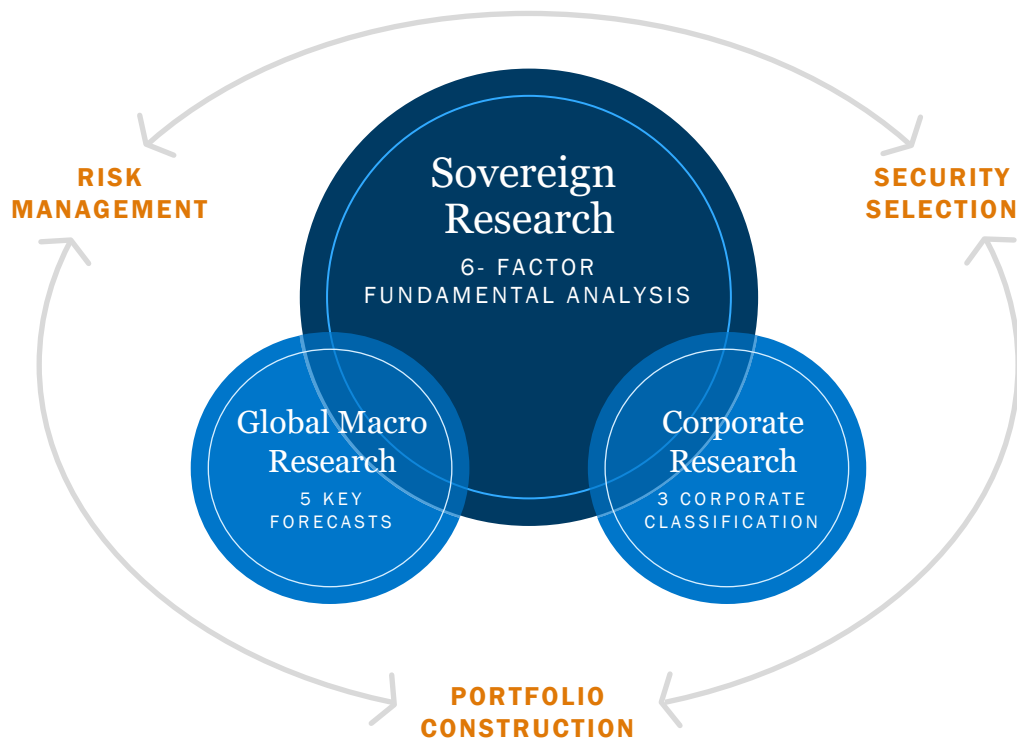 RISK
MANAGEMENT
SECURITY
SELECTION
Sovereign
Research
6- FACTOR
FUNDAMENTAL ANALYSIS
Global Macro
Research
5 KEY
FORECASTS
Corporate
Research
3 CORPORATE
CLASSIFICATION
PORTFOLIO
CONSTRUCTION